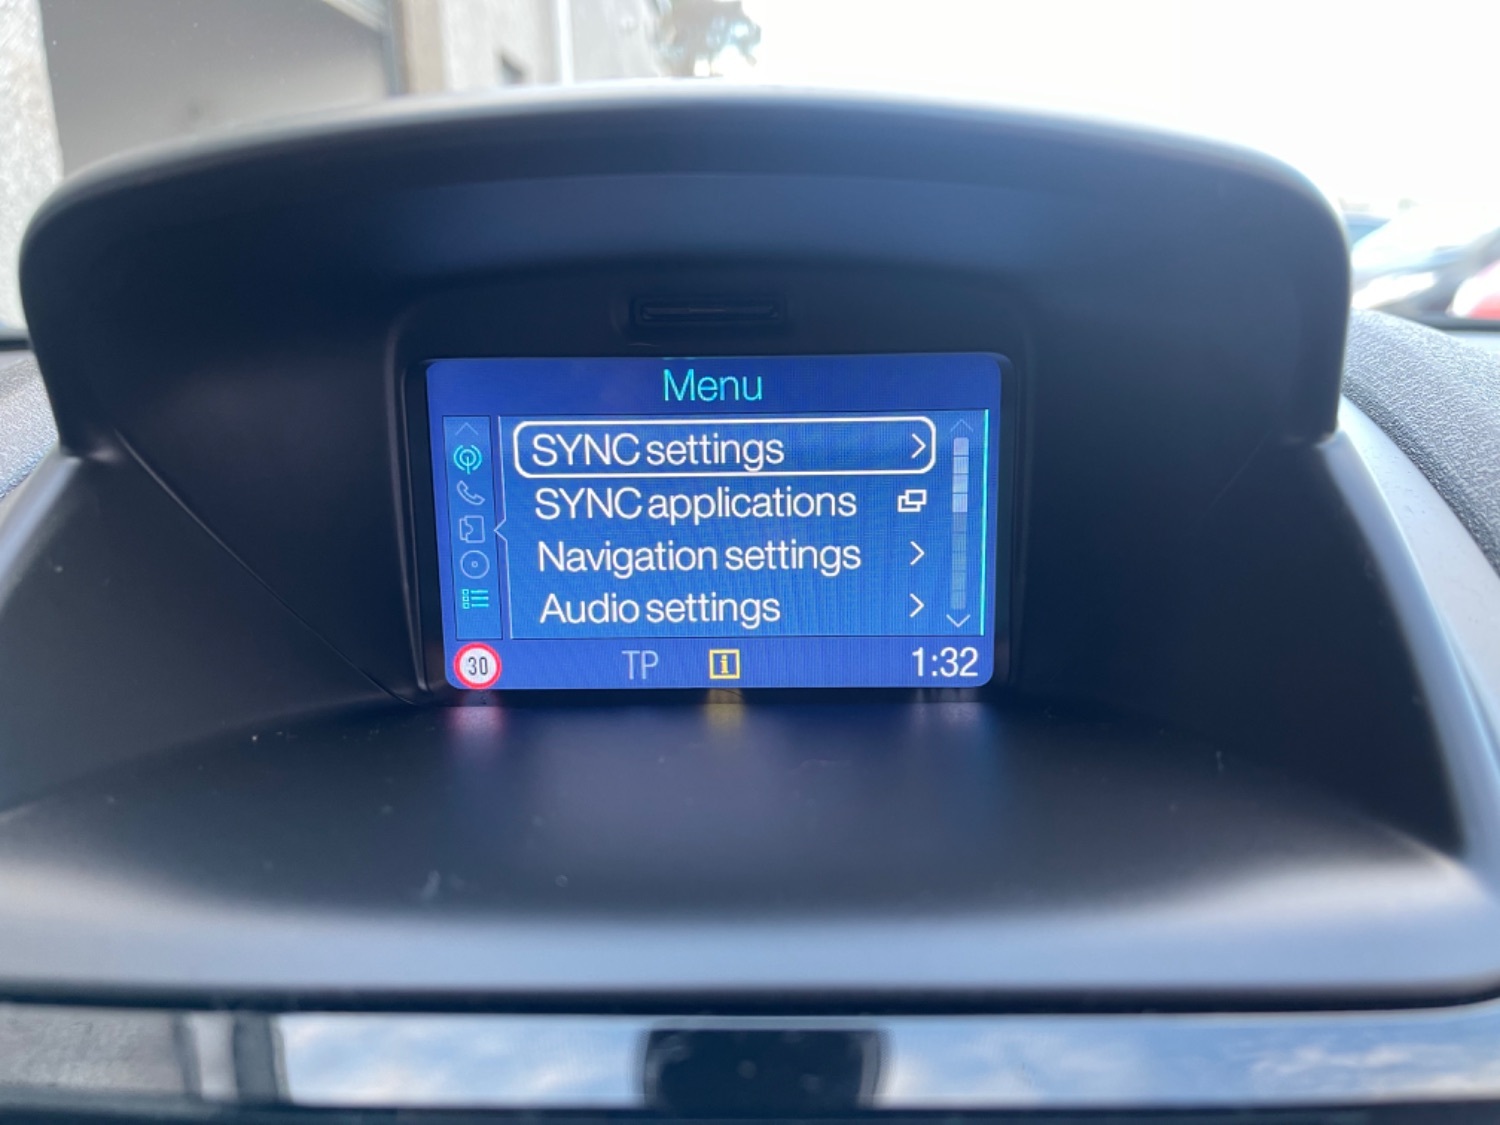 Menu
SYNC settings
SYNC applications
Navigation settings
Audio settings
30 TP i 1:32